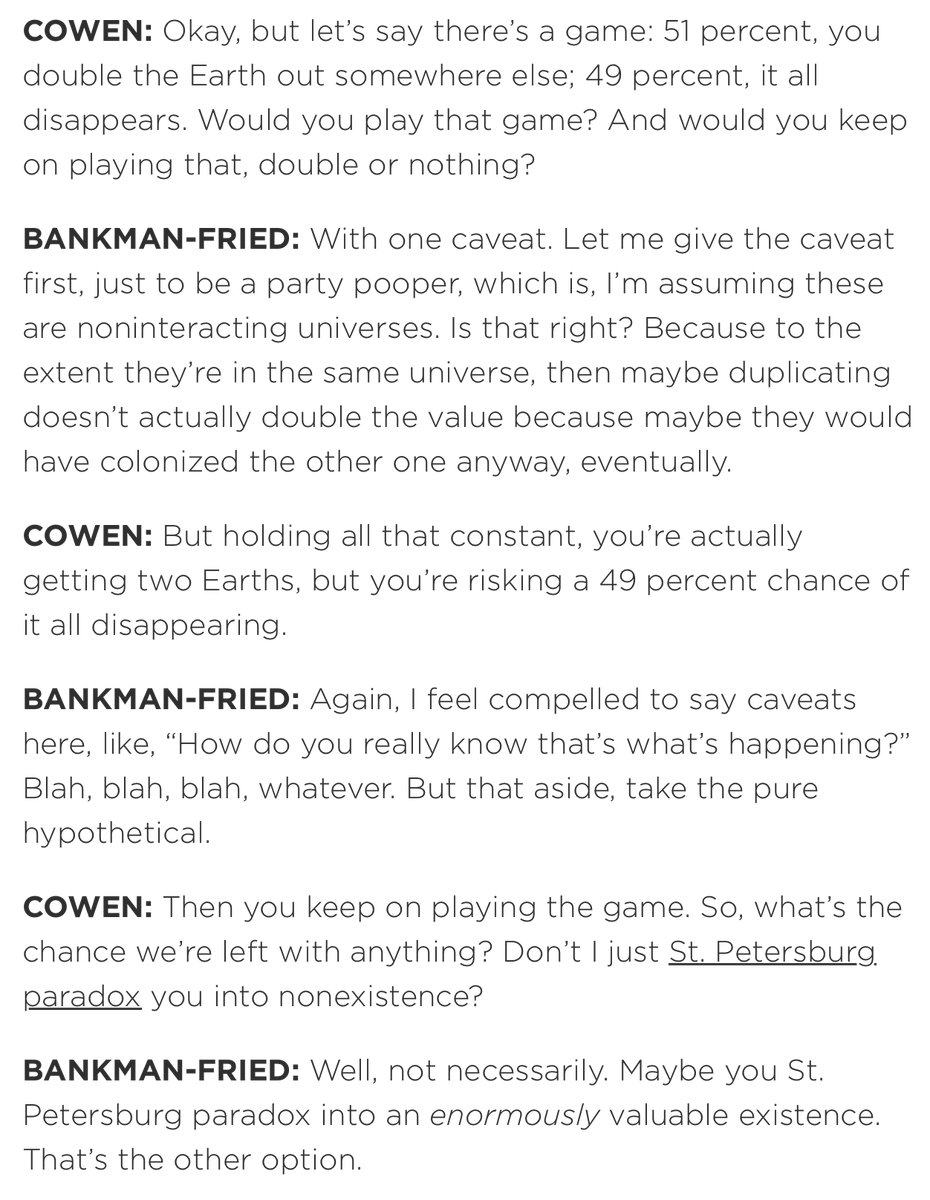 COWEN: Okay, but let’s say there’s a game: 51 percent, you
double the Earth out somewhere else; 49 percent, it all
disappears. Would you play that game? And would you keep
on playing that, double or nothing?
BANKMAN-FRIED: With one caveat. Let me give the caveat
first, just to be a party pooper, which is, I’m assuming these
are noninteracting universes. Is that right? Because to the
extent they’re in the same universe, then maybe duplicating
doesn’t actually double the value because maybe they would
have colonized the other one anyway, eventually.
COWEN: But holding all that constant, you’re actually
getting two Earths, but you’re risking a 49 percent chance of
it all disappearing.
BANKMAN-FRIED: Again, I feel compelled to say caveats
here, like, “How do you really know that’s what’s happening?”
Blah, blah, blah, whatever. But that aside, take the pure
hypothetical.
COWEN: Then you keep on playing the game. So, what’s the
chance we’re left with anything? Don’t I just St. Petersburg
paradox you into nonexistence?
BANKMAN-FRIED: Well, not necessarily. Maybe you St.
Petersburg paradox into an enormously valuable existence.
That’s the other option.